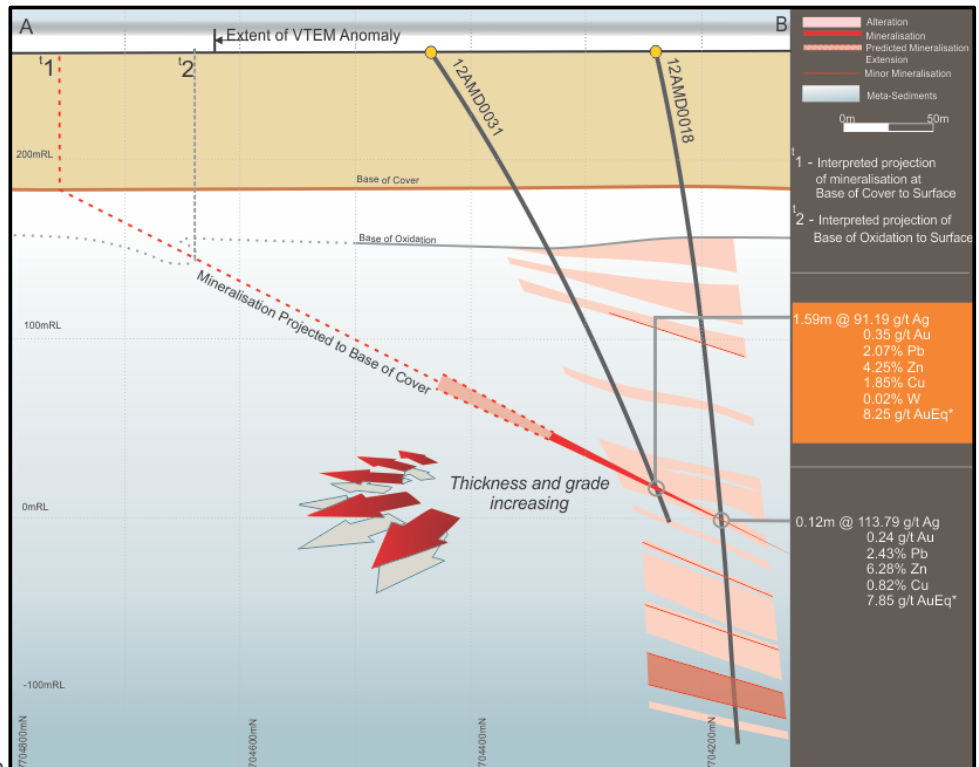 A
B
Extent of VTEM Anomaly
t1
t2
12AMD0031
12AMD0018
200mRL
Base of Cover
Base of Oxidation
Mineralisation Projected to Base of Cover
100mRL
Thickness and grade
increasing
0mRL
-100mRL
7704800mN
7704600mN
7704400mN
7704200mN
Alteration
Mineralisation
Predicted Mineralisation
Extension
Minor Mineralisation
Meta-Sediments
0m 50m
t1 - Interpreted projection
of mineralisation at
Base of Cover to Surface
t2 - Interpreted projection of
Base of Oxidation to Surface
1.59m @ 91.19 g/t Ag
0.35 g/t Au
2.07% Pb
4.25% Zn
1.85% Cu
0.02% W
8.25 g/t AuEq*
0.12m @ 113.79 g/t Ag
0.24 g/t Au
2.43% Pb
6.28% Zn
0.82% Cu
7.85 g/t AuEq*